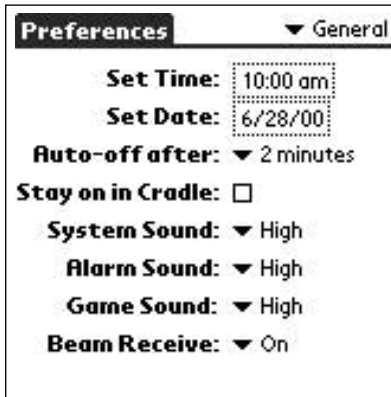 Preferences ▼ General
Set Time: 10:00 am
Set Date: 6/28/00
Auto-off after: ▼ 2 minutes
Stay on in Cradle: ☐
System Sound: ▼ High
Alarm Sound: ▼ High
Game Sound: ▼ High
Beam Receive: ▼ On